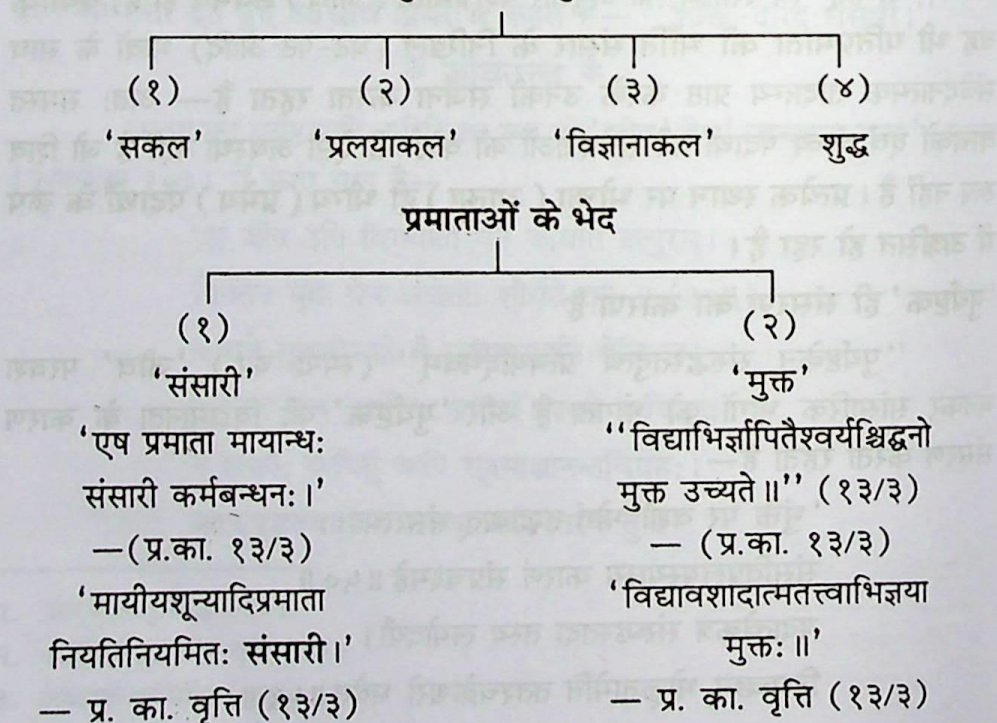 (१) (२) (३) (४)
‘सकल’ ‘प्रलयाकल’ ‘विज्ञानाकल’ शुद्ध
प्रमाताओं के भेद
(१) (२)
‘संसारी’ ‘मुक्त’
‘एष प्रमाता मायान्धः
संसारी कर्मबन्धनः।’
—(प्र.का. १३/३)
‘मायीयशून्यादिप्रमाता
नियतिनियमितः संसारी।’
— प्र. का. वृत्ति (१३/३)
‘‘विद्याभिर्ज्ञापितैश्वर्यश्चिद्घनो
मुक्त उच्यते॥’’ (१३/३)
— (प्र.का. १३/३)
‘विद्यावशादात्मतत्त्वाभिज्ञया
मुक्तः॥’
— प्र. का. वृत्ति (१३/३)